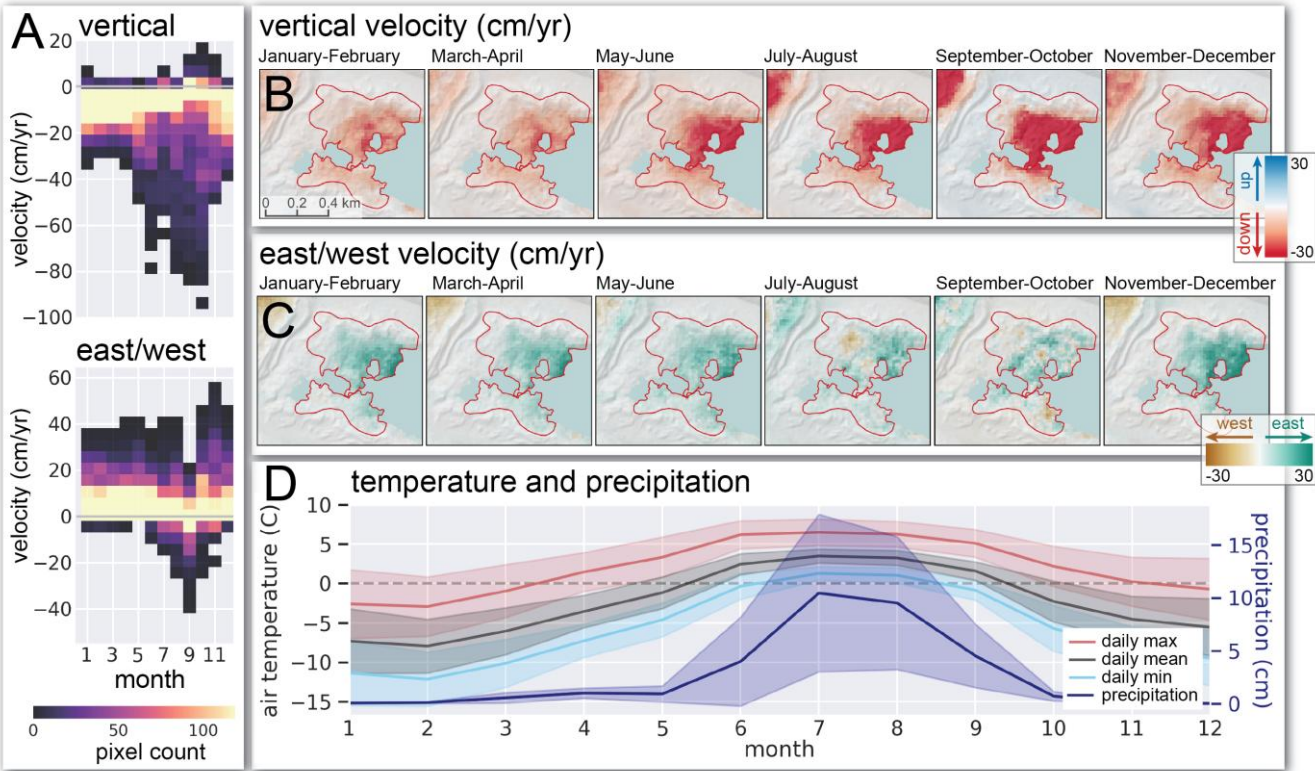 A
vertical
20
0
−20
−40
−60
−80
−100
velocity (cm/yr)
east/west
60
40
20
0
−20
−40
velocity (cm/yr)
1 3 5 7 9 11
month
0 50 100
pixel count
vertical velocity (cm/yr)
January-February March-April May-June July-August September-October November-December
B
0 0.2 0.4 km
30
up
down
-30
east/west velocity (cm/yr)
January-February March-April May-June July-August September-October November-December
C
west east
-30 30
D
temperature and precipitation
10
5
0
−5
−10
−15
air temperature (C)
15
10
5
0
precipitation (cm)
daily max
daily mean
daily min
precipitation
1 2 3 4 5 6 7 8 9 10 11 12
month